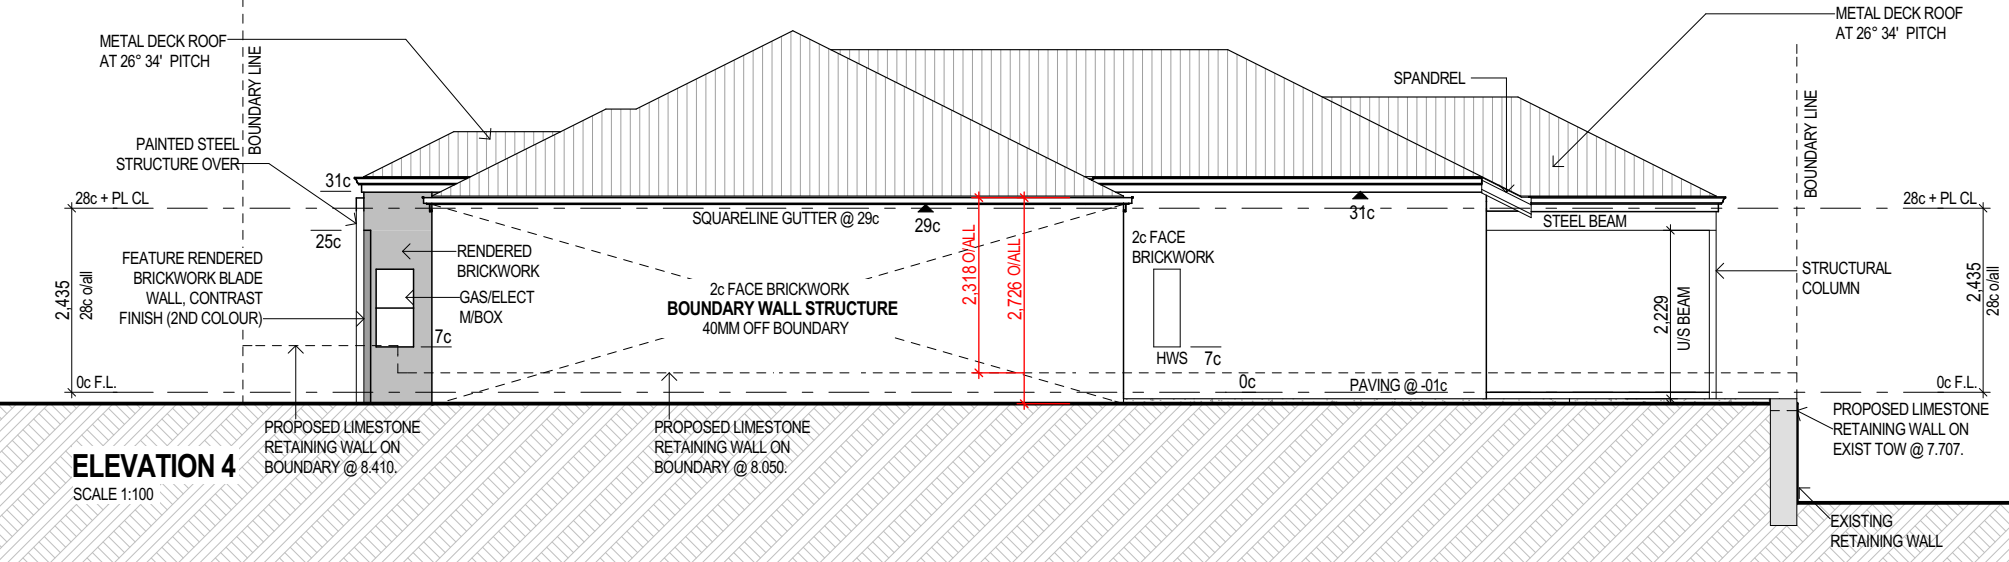 METAL DECK ROOF
AT 26° 34' PITCH
BOUNDARY LINE
PAINTED STEEL
STRUCTURE OVER
31c
28c + PL CL
25c
2,435
28c o/all
FEATURE RENDERED
BRICKWORK BLADE
WALL, CONTRAST
FINISH (2ND COLOUR)
RENDERED
BRICKWORK
GAS/ELECT
M/BOX
7c
0c F.L.
SQUARELINE GUTTER @ 29c
29c
2c FACE BRICKWORK
BOUNDARY WALL STRUCTURE
40MM OFF BOUNDARY
2,318 O/ALL
2,726 O/ALL
2c FACE
BRICKWORK
HWS
7c
31c
0c
PAVING @ -01c
SPANDREL
METAL DECK ROOF
AT 26° 34' PITCH
BOUNDARY LINE
STEEL BEAM
2,229
U/S BEAM
STRUCTURAL
COLUMN
28c + PL CL
2,435
28c o/all
0c F.L.
PROPOSED LIMESTONE
RETAINING WALL ON
BOUNDARY @ 8.410.
PROPOSED LIMESTONE
RETAINING WALL ON
BOUNDARY @ 8.050.
PROPOSED LIMESTONE
RETAINING WALL ON
EXIST TOW @ 7.707.
EXISTING
RETAINING WALL
ELEVATION 4
SCALE 1:100